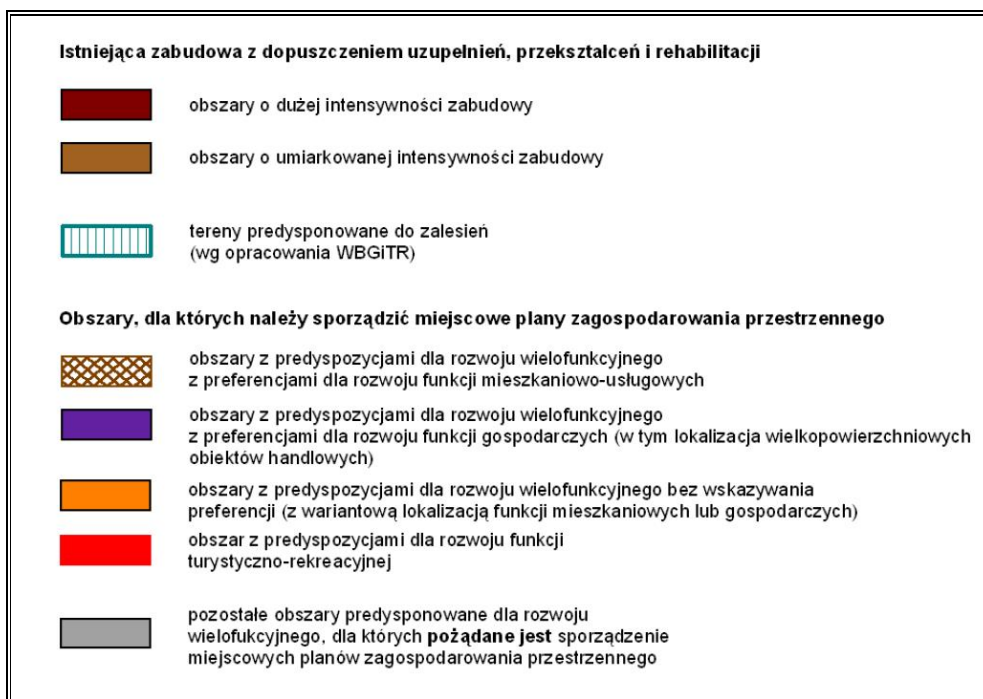 Istniejąca zabudowa z dopuszczeniem uzupełnień, przekształceń i rehabilitacji
obszary o dużej intensywności zabudowy
obszary o umiarkowanej intensywności zabudowy
tereny predysponowane do zalesień
(wg opracowania WBGiTR)
Obszary, dla których należy sporządzić miejscowe plany zagospodarowania przestrzennego
obszary z predyspozycjami dla rozwoju wielofunkcyjnego
z preferencjami dla rozwoju funkcji mieszkaniowo-usługowych
obszary z predyspozycjami dla rozwoju wielofunkcyjnego
z preferencjami dla rozwoju funkcji gospodarczych (w tym lokalizacja wielkopowierzchniowych
obiektów handlowych)
obszary z predyspozycjami dla rozwoju wielofunkcyjnego bez wskazywania
preferencji (z wariantową lokalizacją funkcji mieszkaniowych lub gospodarczych)
obszar z predyspozycjami dla rozwoju funkcji
turystyczno-rekreacyjnej
pozostałe obszary predysponowane dla rozwoju
wielofukcyjnego, dla których pożądane jest sporządzenie
miejscowych planów zagospodarowania przestrzennego